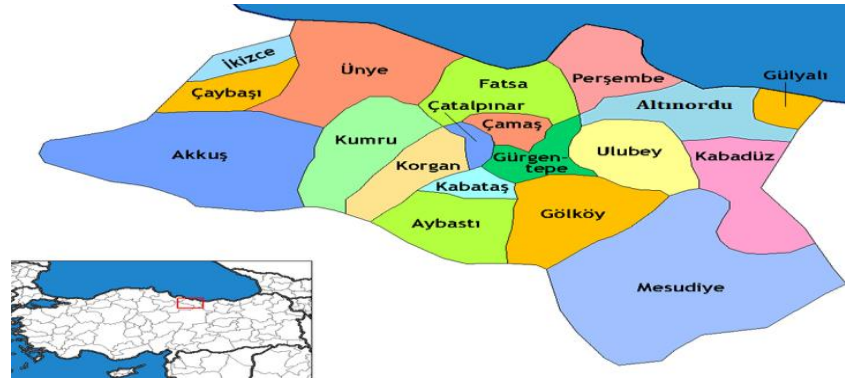 İkizce
Ünye
Fatsa
Perşembe
Gülyalı
Çaybaşı
Çatalpınar
Altınordu
Çamaş
Kumru
Akkuş
Korgan
Gürgen-
tepe
Ulubey
Kabadüz
Kabataş
Aybastı
Gölköy
Mesudiye